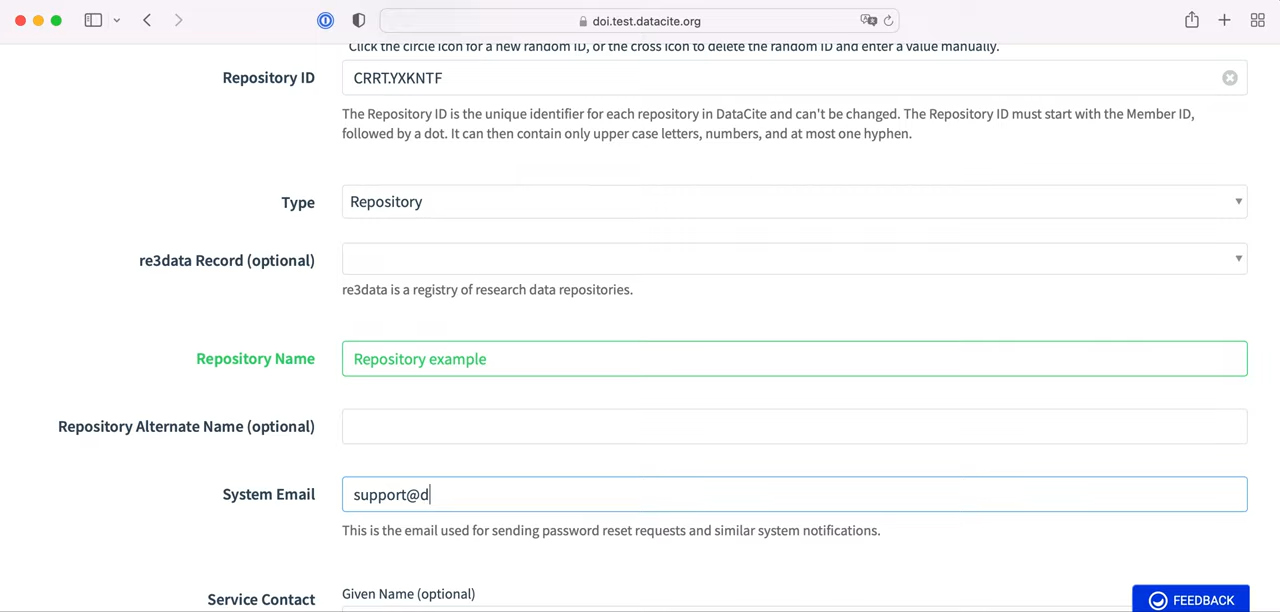 doi.test.datacite.org
Click the circle icon for a new random ID, or the cross icon to delete the random ID and enter a value manually.
Repository ID
CRRT.YXKNTF
The Repository ID is the unique identifier for each repository in DataCite and can't be changed. The Repository ID must start with the Member ID,
followed by a dot. It can then contain only upper case letters, numbers, and at most one hyphen.
Type
Repository
re3data Record (optional)
re3data is a registry of research data repositories.
Repository Name
Repository example
Repository Alternate Name (optional)
System Email
support@d
This is the email used for sending password reset requests and similar system notifications.
Service Contact
Given Name (optional)
FEEDBACK